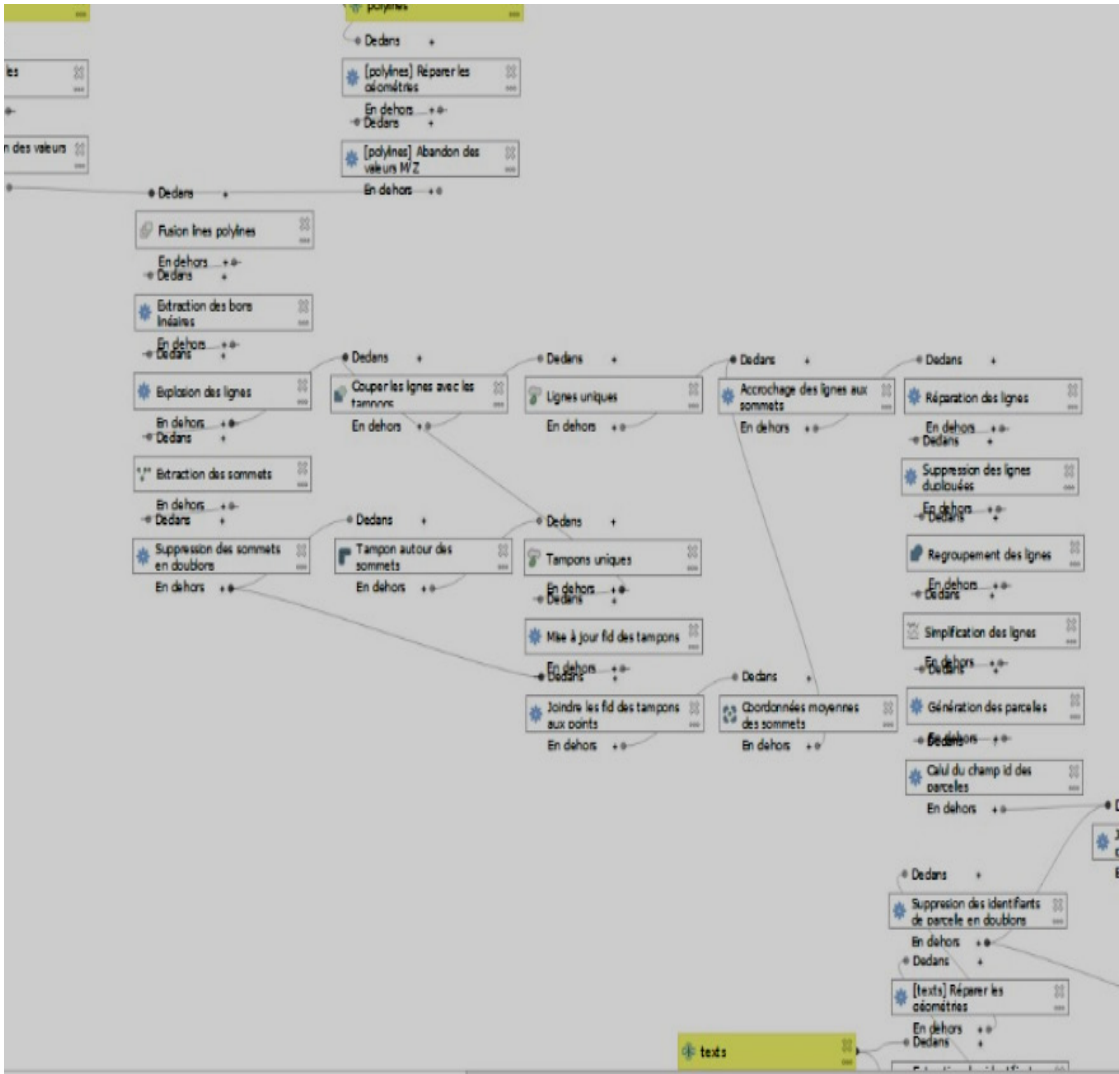 polylines
Dedans +
[polylines] Réparer les
géométries
En dehors +
Dedans +
[polylines] Abandon des
valeurs M/Z
En dehors +
les
n des valeurs
Dedans +
Fusion lines polylines
En dehors +
Dedans +
Extraction des bons
linéaires
En dehors +
Dedans +
Explosion des lignes
En dehors +
Dedans +
Extraction des sommets
En dehors +
Dedans +
Suppression des sommets
en doublons
En dehors +
Dedans +
Couper les lignes avec les
tampons
En dehors +
Dedans +
Lignes uniques
En dehors +
Dedans +
Accrochage des lignes aux
sommets
En dehors +
Dedans +
Réparation des lignes
En dehors +
Dedans +
Suppression des lignes
dupliquées
En dehors +
Dedans +
Regroupement des lignes
En dehors +
Dedans +
Simplification des lignes
En dehors +
Dedans +
Génération des parcelles
En dehors +
Dedans +
Calul du champ id des
parcelles
En dehors +
Dedans +
Tampon autour des
sommets
En dehors +
Dedans +
Tampons uniques
En dehors +
Dedans +
Mise à jour fid des tampons
En dehors +
Dedans +
Joindre les fid des tampons
aux points
En dehors +
Dedans +
Coordonnées moyennes
des sommets
En dehors +
Dedans +
Suppresion des identifiants
de parcelle en doublons
En dehors +
Dedans +
[texts] Réparer les
géométries
En dehors +
Dedans +
texts